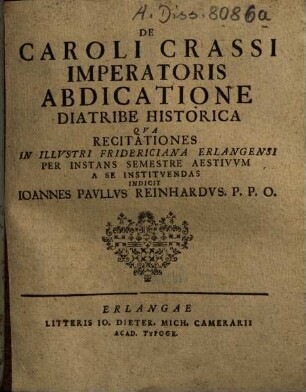 A. Diss. 8086a
DE
CAROLI CRASSI
IMPERATORIS
ABDICATIONE
DIATRIBE HISTORICA
QVA
RECITATIONES
IN ILLVSTRI FRIDERICIANA ERLANGENSI
PER INSTANS SEMESTRE AESTIVVM
A SE INSTITVENDAS
INDICIT
IOANNES PAVLLVS REINHARDVS. P. P. O.
ERLANGAE
LITTERIS IO. DIETER. MICH. CAMERARII
ACAD. TYPOGR.